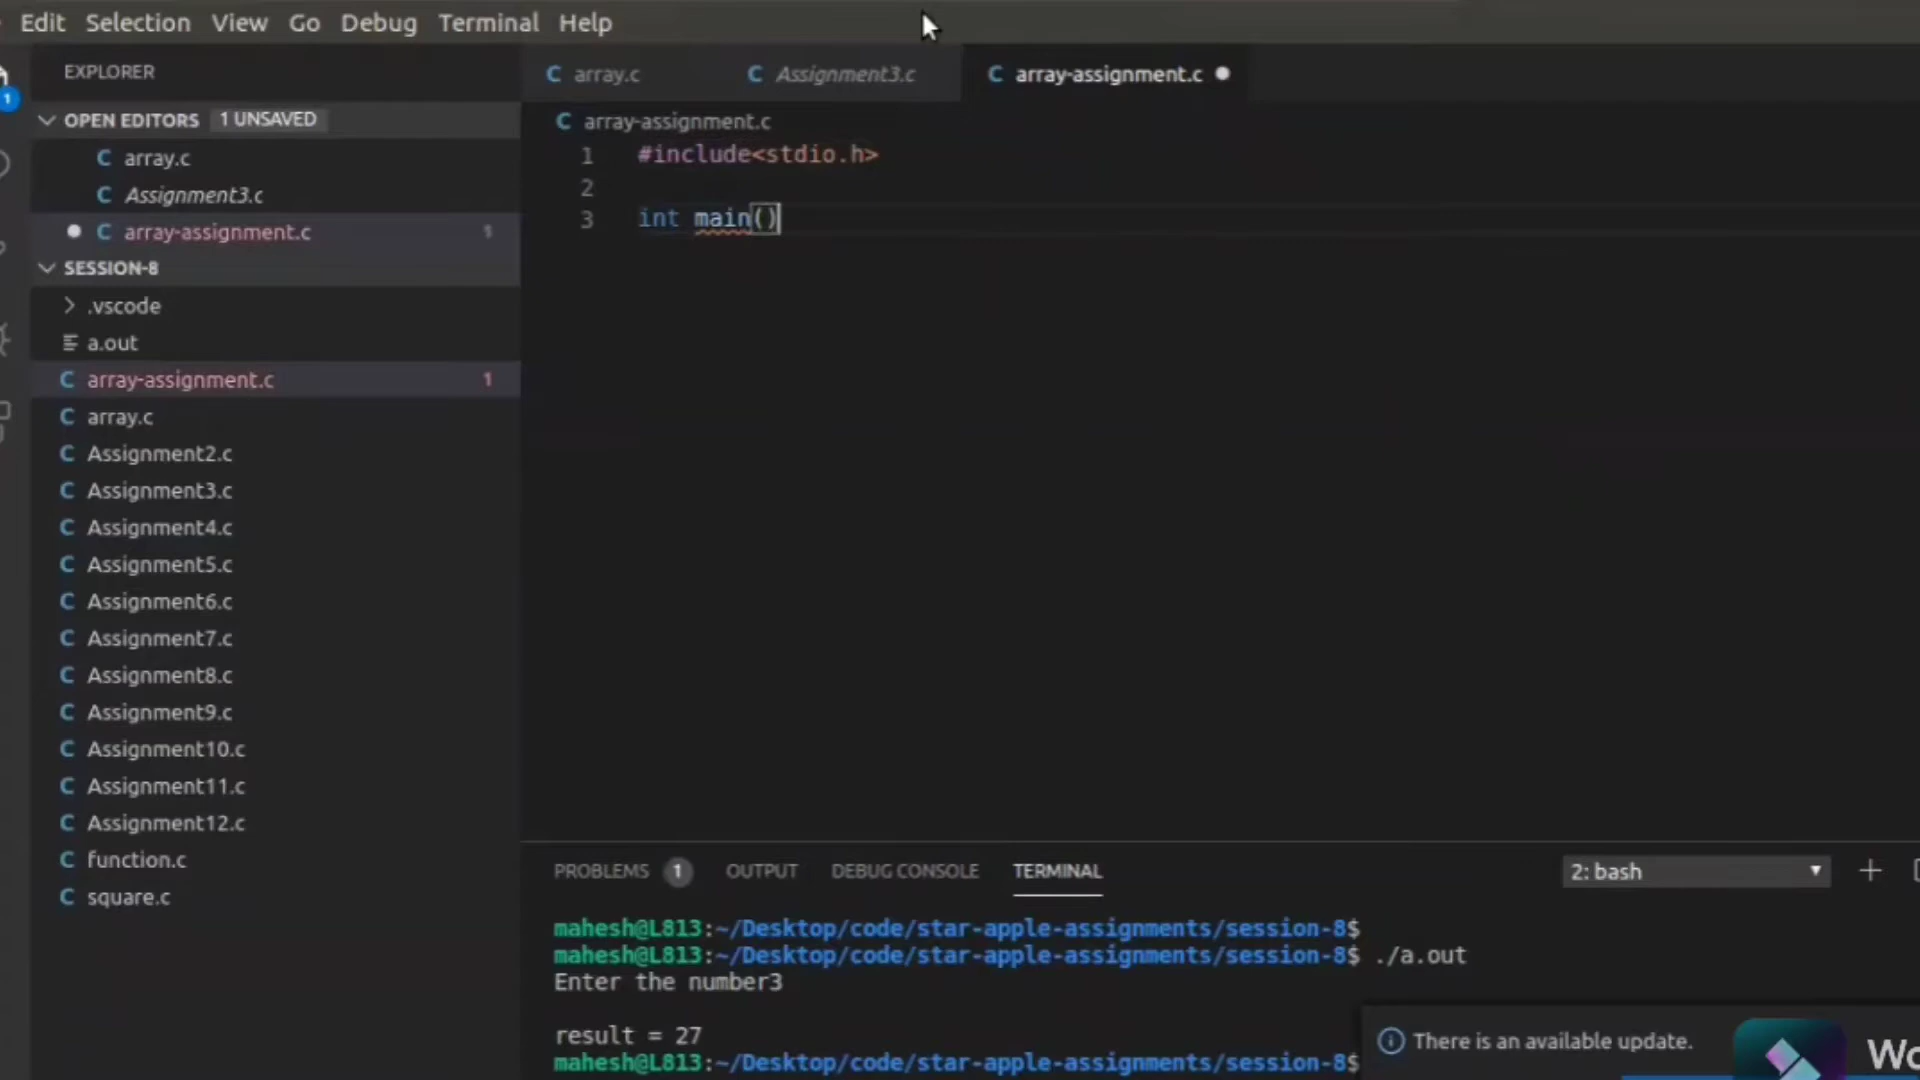 Edit Selection View Go Debug Terminal Help
EXPLORER
OPEN EDITORS 1 UNSAVED
array.c
Assignment3.c
array-assignment.c 1
SESSION-8
.vscode
a.out
array-assignment.c 1
array.c
Assignment2.c
Assignment3.c
Assignment4.c
Assignment5.c
Assignment6.c
Assignment7.c
Assignment8.c
Assignment9.c
Assignment10.c
Assignment11.c
Assignment12.c
function.c
square.c
1
array.c Assignment3.c array-assignment.c
array-assignment.c
1 #include<stdio.h>
2
3 int main()
PROBLEMS 1 OUTPUT DEBUG CONSOLE TERMINAL 2: bash
mahesh@L813:~/Desktop/code/star-apple-assignments/session-8$
mahesh@L813:~/Desktop/code/star-apple-assignments/session-8$ ./a.out
Enter the number3
result = 27
mahesh@L813:~/Desktop/code/star-apple-assignments/session-8$
There is an available update.